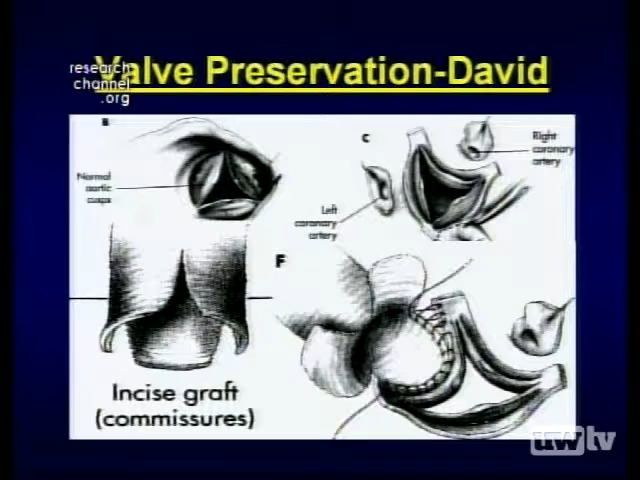 Valve Preservation-David
research
channel
.org
B
C
Right
coronary
artery
Normal
aortic
cusps
Left
coronary
artery
F
Incise graft
(commissures)
uwtv